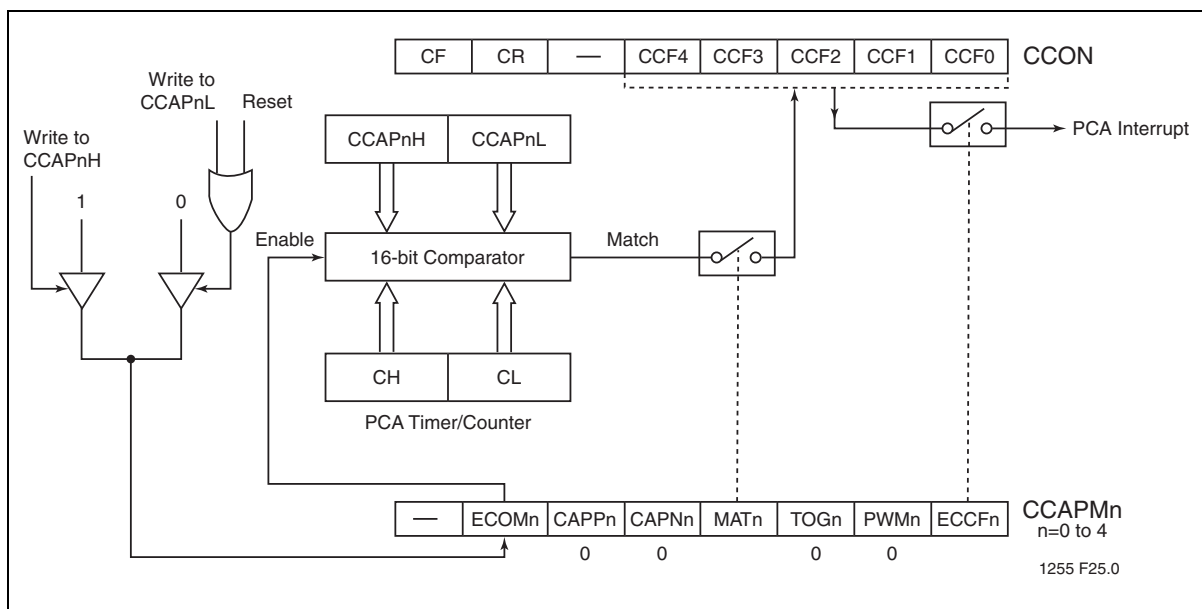 CF CR — CCF4 CCF3 CCF2 CCF1 CCF0 CCON
Write to
CCAPnL
Reset
Write to
CCAPnH
CCAPnH CCAPnL
PCA Interrupt
1 0
Enable
16-bit Comparator
Match
CH CL
PCA Timer/Counter
— ECOMn CAPPn CAPNn MATn TOGn PWMn ECCFn CCAPMn
n=0 to 4
0 0 0 0
1255 F25.0